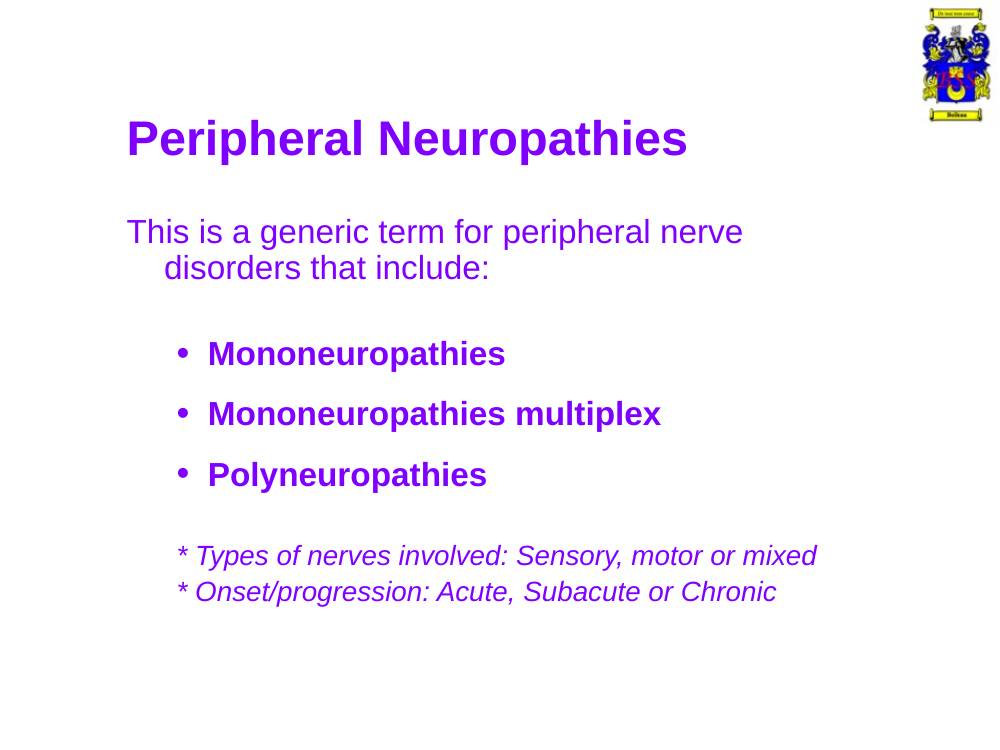 Peripheral Neuropathies
This is a generic term for peripheral nerve
disorders that include:
• Mononeuropathies
• Mononeuropathies multiplex
• Polyneuropathies
* Types of nerves involved: Sensory, motor or mixed
* Onset/progression: Acute, Subacute or Chronic